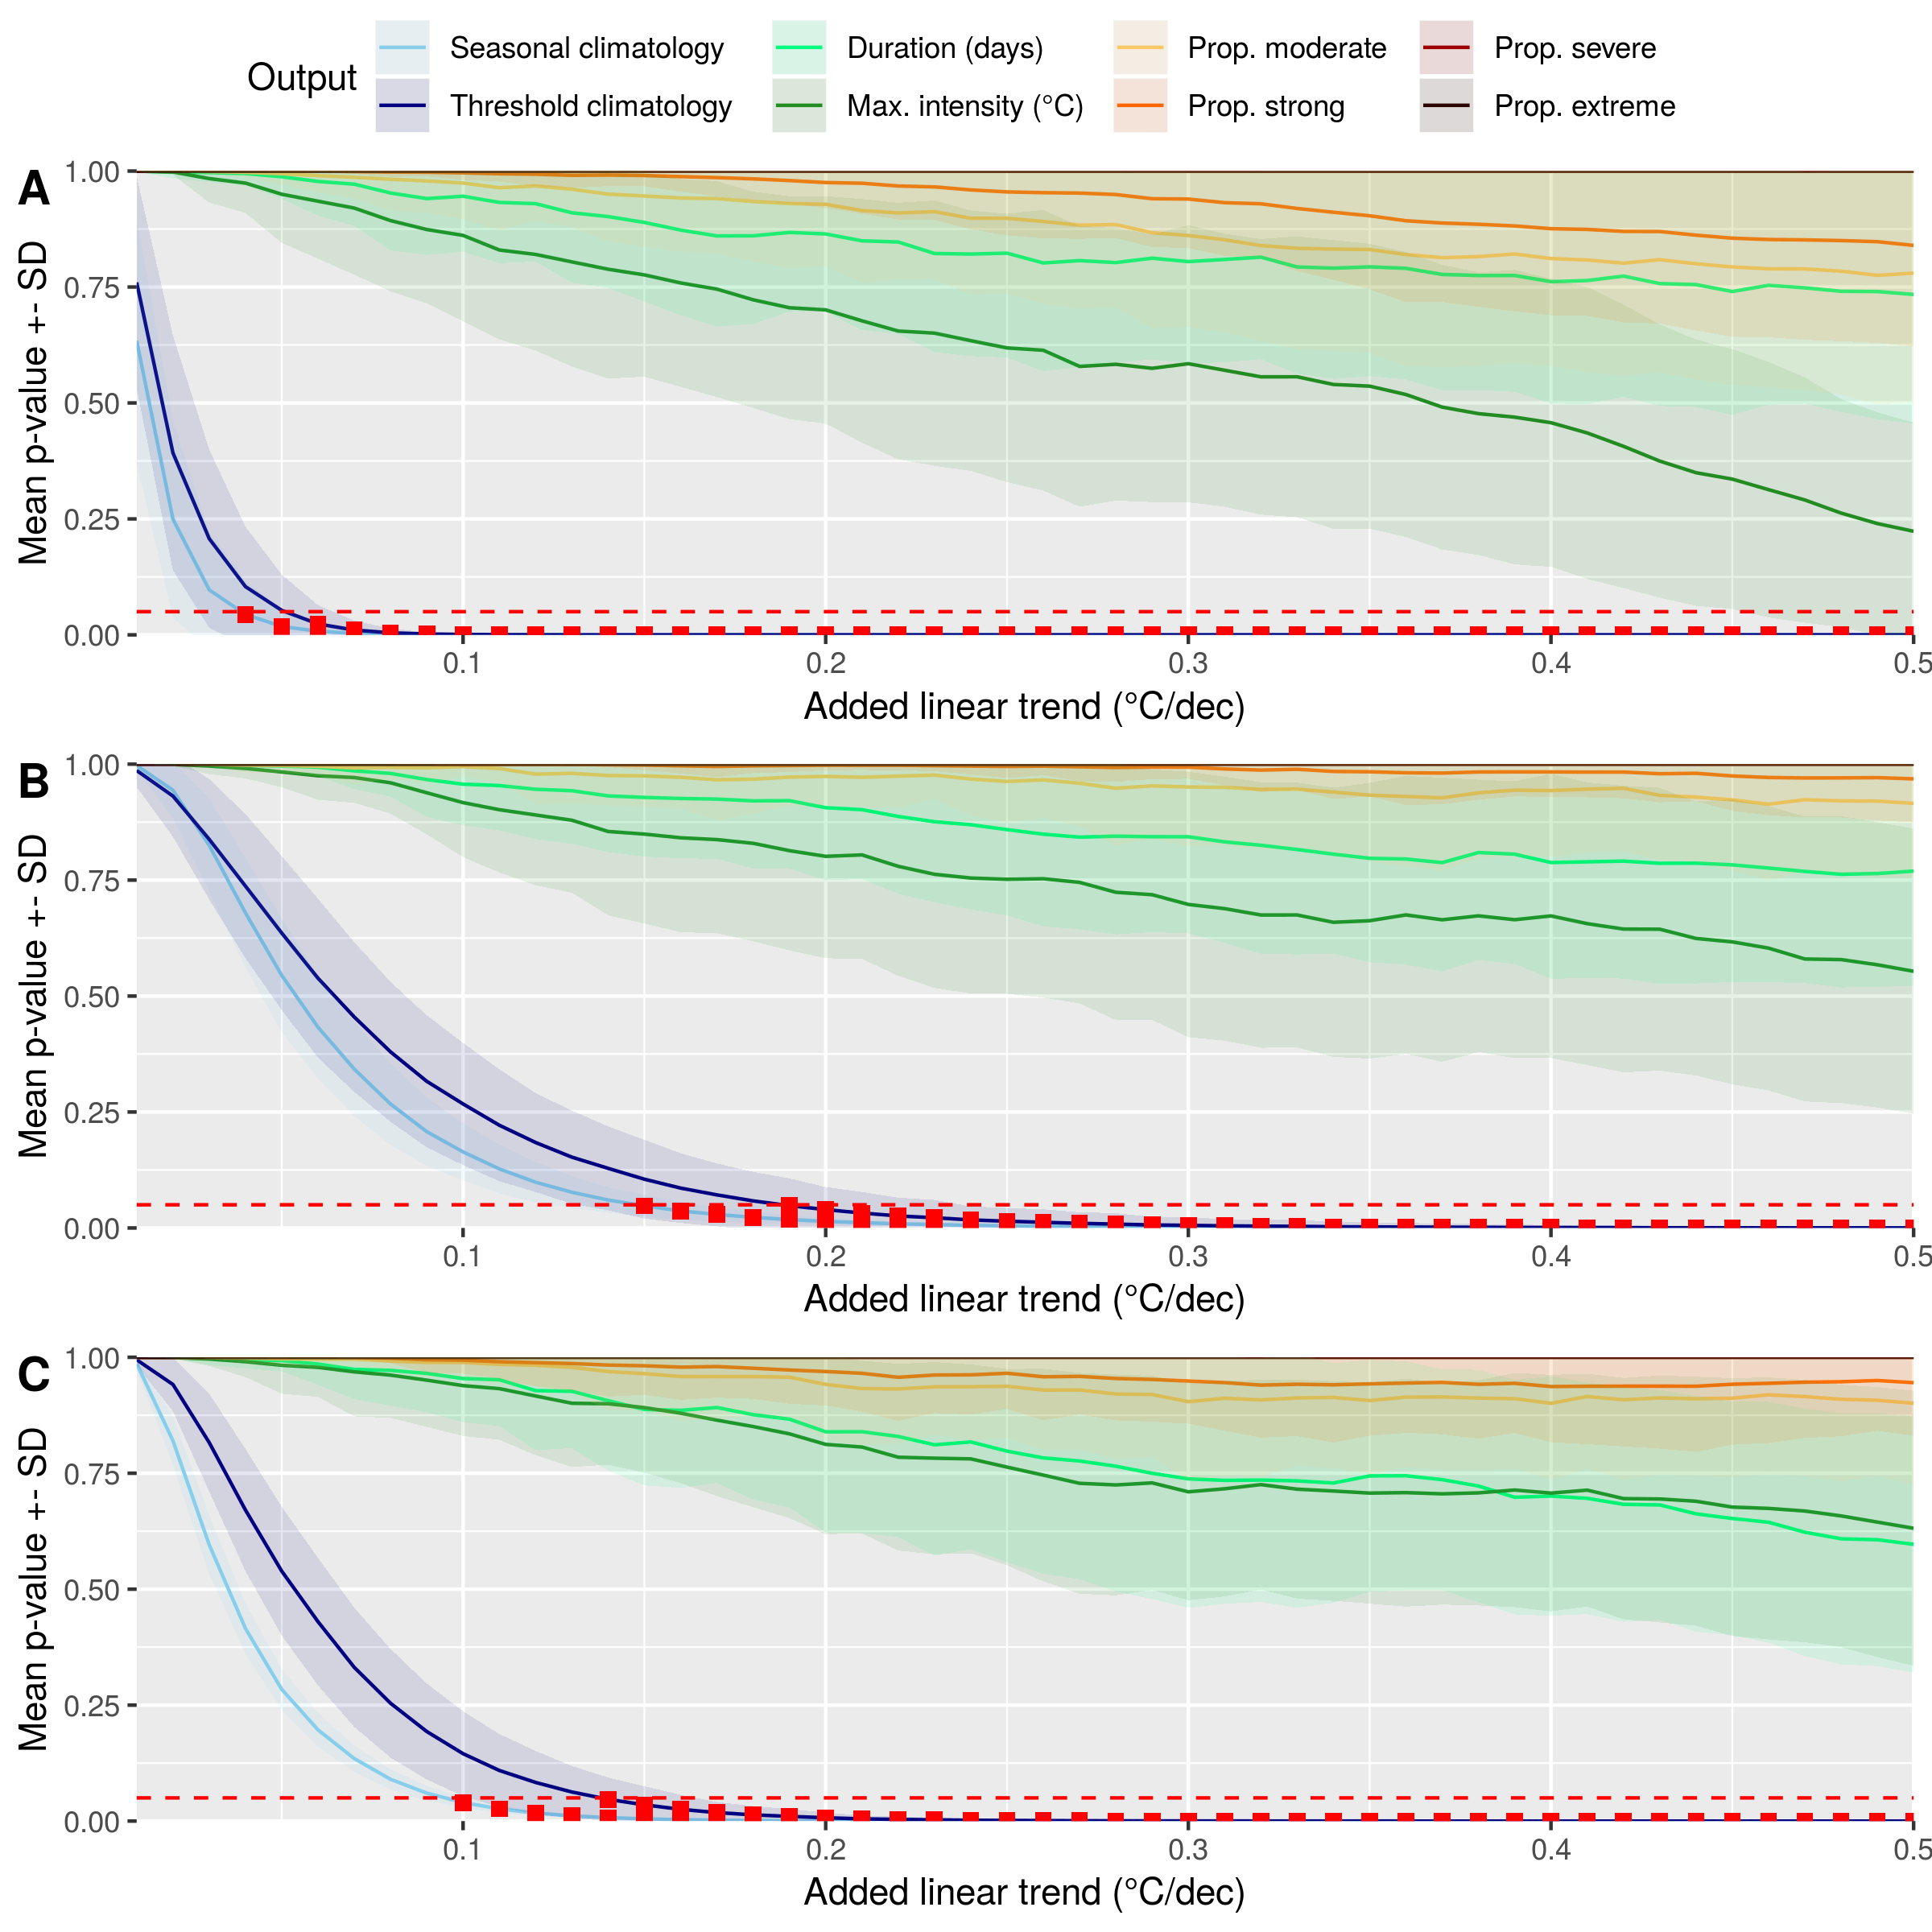 Output
Seasonal climatology
Duration (days)
Prop. moderate
Prop. severe
Threshold climatology
Max. intensity (°C)
Prop. strong
Prop. extreme
A
Mean p-value +- SD
1.00
0.75
0.50
0.25
0.00
0.1 0.2 0.3 0.4 0.5
Added linear trend (°C/dec)
B
Mean p-value +- SD
1.00
0.75
0.50
0.25
0.00
0.1 0.2 0.3 0.4 0.5
Added linear trend (°C/dec)
C
Mean p-value +- SD
1.00
0.75
0.50
0.25
0.00
0.1 0.2 0.3 0.4 0.5
Added linear trend (°C/dec)